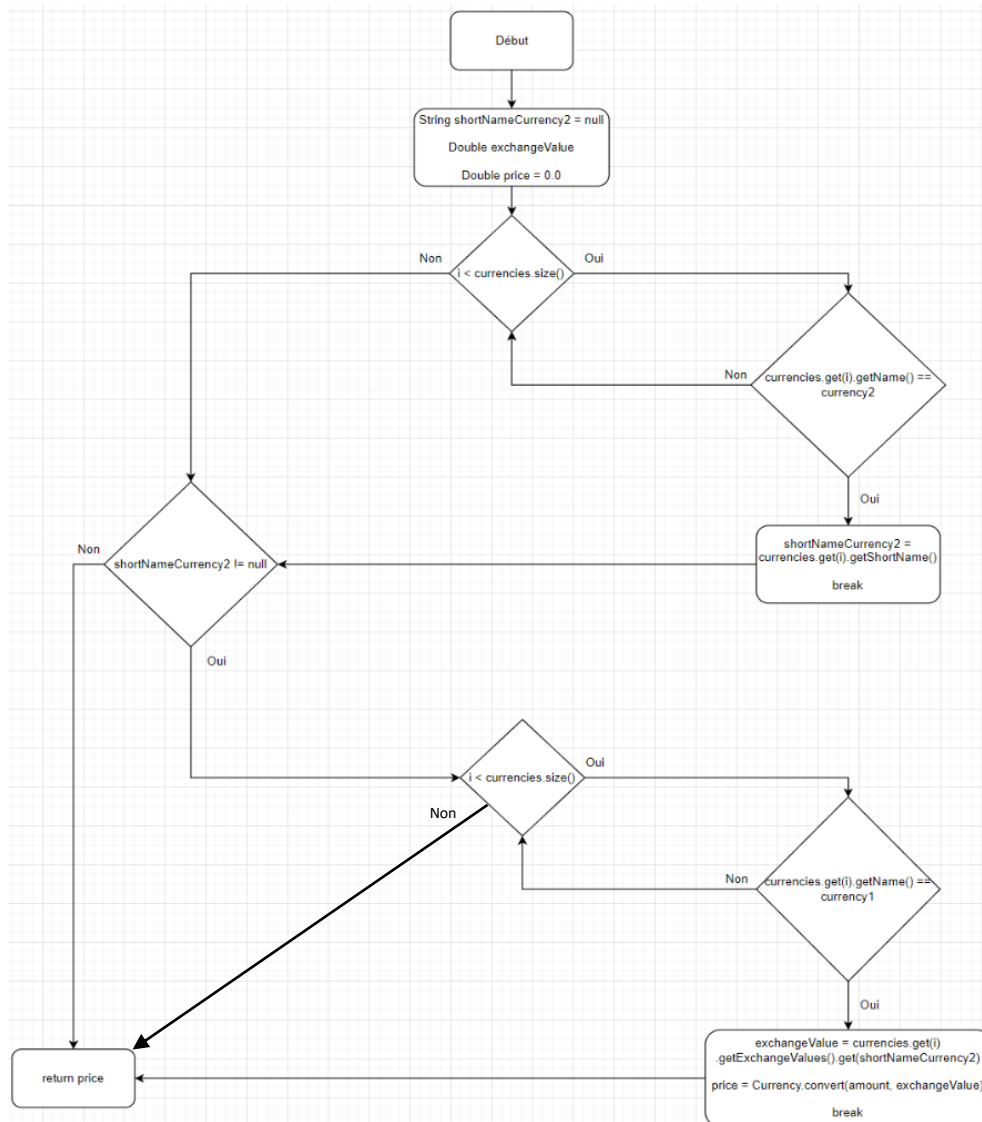 Début
String shortNameCurrency2 = null
Double exchangeValue
Double price = 0.0
Non
i < currencies.size()
Oui
Non
currencies.get(i).getName() ==
currency2
Oui
shortNameCurrency2 =
currencies.get(i).getShortName()
break
Non
shortNameCurrency2 != null
Oui
i < currencies.size()
Oui
Non
Non
currencies.get(i).getName() ==
currency1
Oui
exchangeValue = currencies.get(i)
.getExchangeValues().get(shortNameCurrency2)
price = Currency.convert(amount, exchangeValue)
break
return price